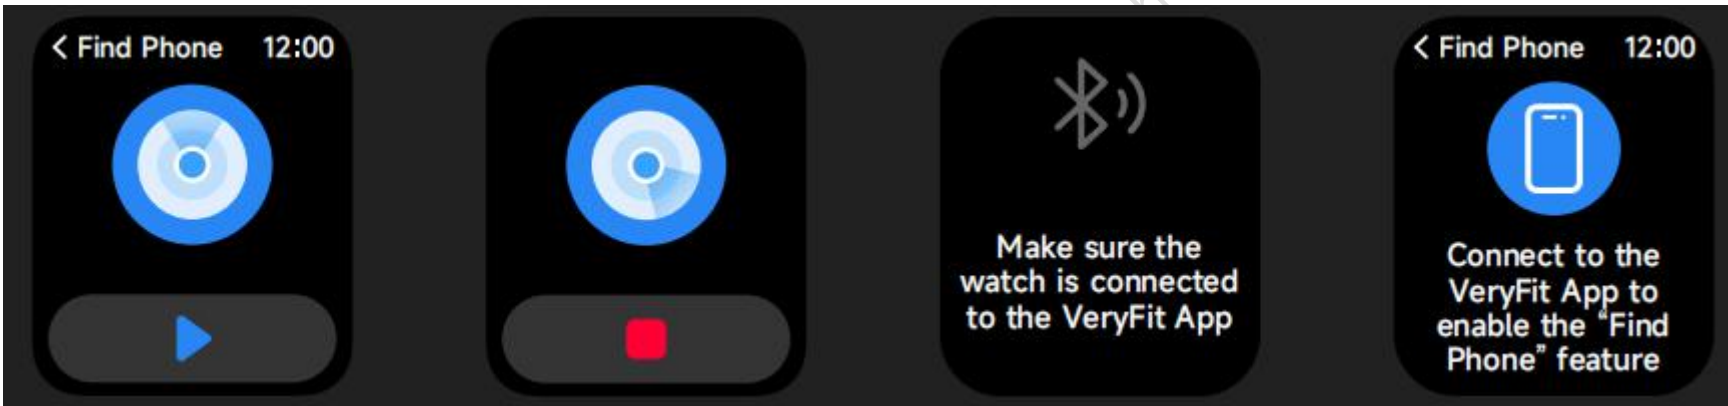 < Find Phone 12:00
Make sure the
watch is connected
to the VeryFit App
< Find Phone 12:00
Connect to the
VeryFit App to
enable the “Find
Phone” feature